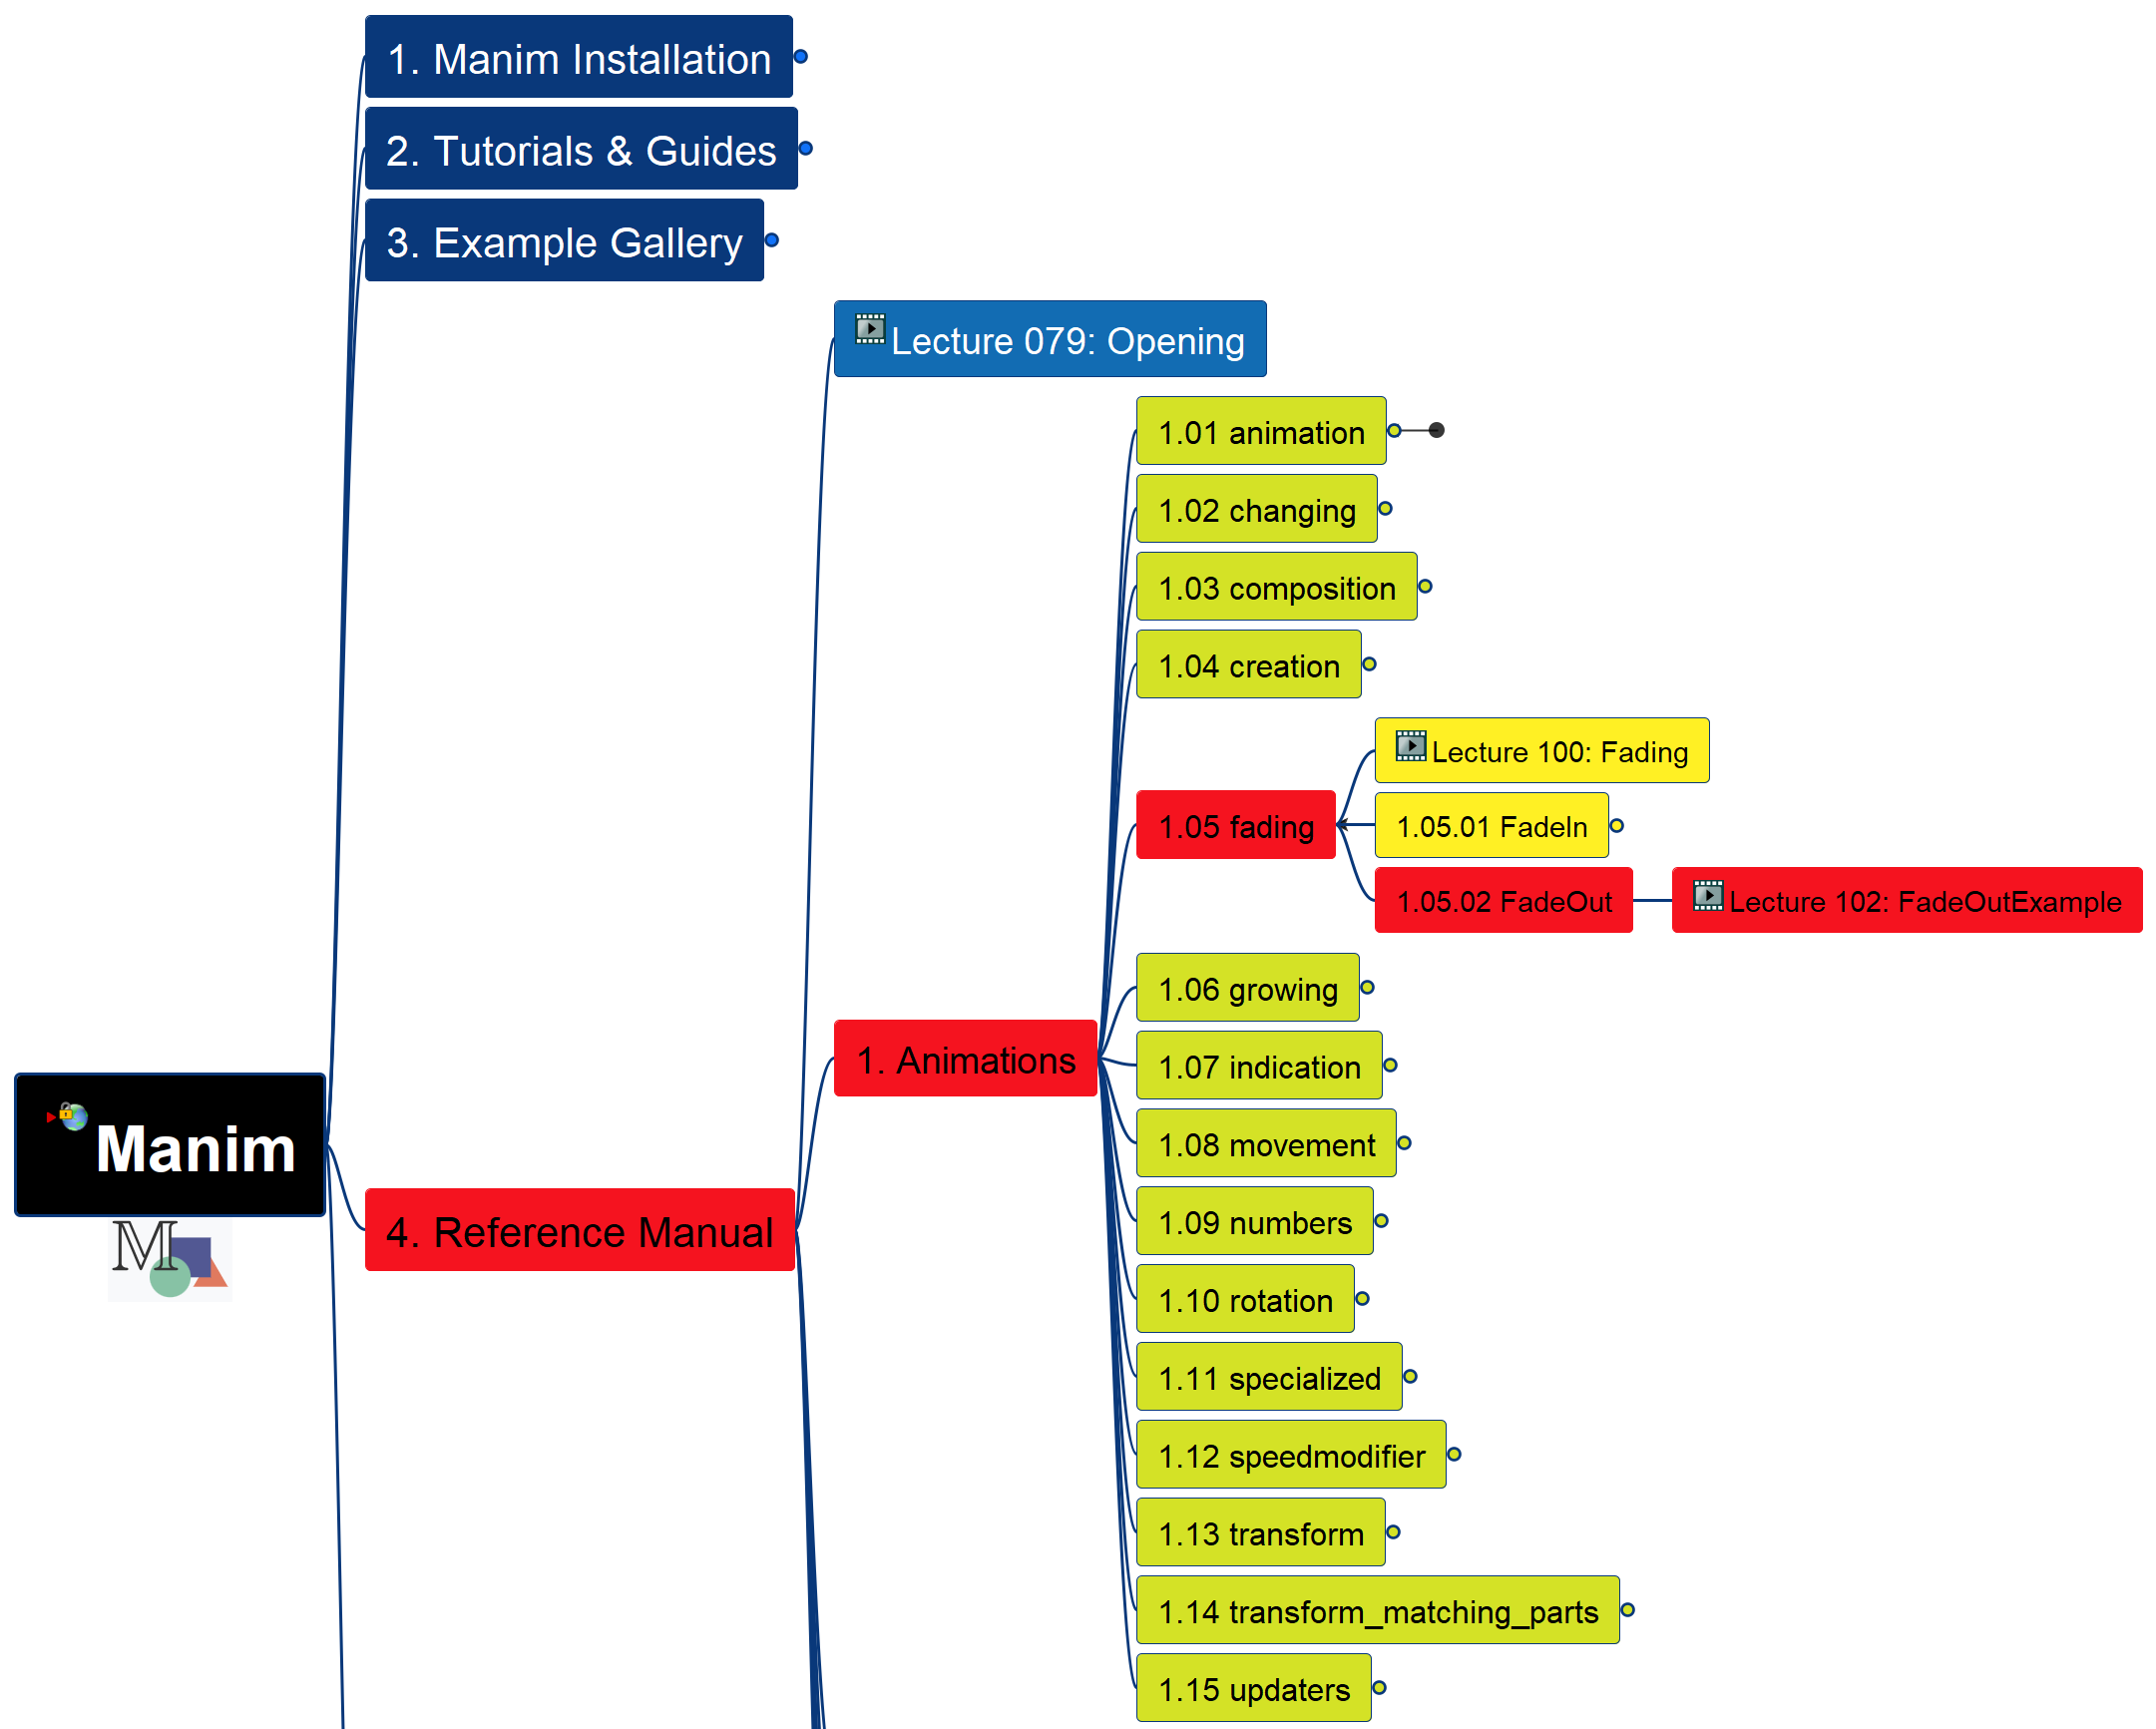 1. Manim Installation
2. Tutorials & Guides
3. Example Gallery
Lecture 079: Opening
1.01 animation
1.02 changing
1.03 composition
1.04 creation
Lecture 100: Fading
1.05 fading
1.05.01 FadeIn
1.05.02 FadeOut
Lecture 102: FadeOutExample
1.06 growing
1. Animations
1.07 indication
Manim
1.08 movement
4. Reference Manual
M
1.09 numbers
1.10 rotation
1.11 specialized
1.12 speedmodifier
1.13 transform
1.14 transform_matching_parts
1.15 updaters